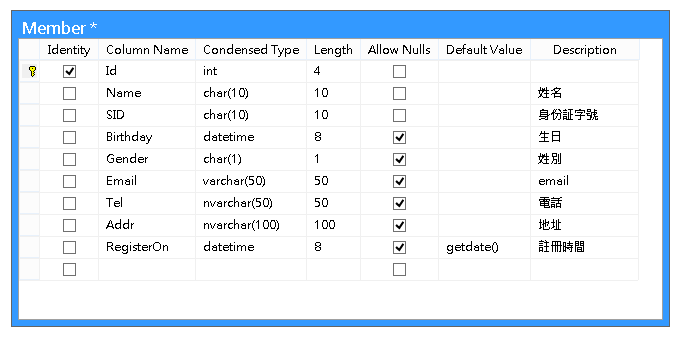 Member *
Identity Column Name Condensed Type Length Allow Nulls Default Value Description
Id int 4
Name char(10) 10 姓名
SID char(10) 10 身份証字號
Birthday datetime 8 生日
Gender char(1) 1 姓別
Email varchar(50) 50 email
Tel nvarchar(50) 50 電話
Addr nvarchar(100) 100 地址
RegisterOn datetime 8 getdate() 註冊時間